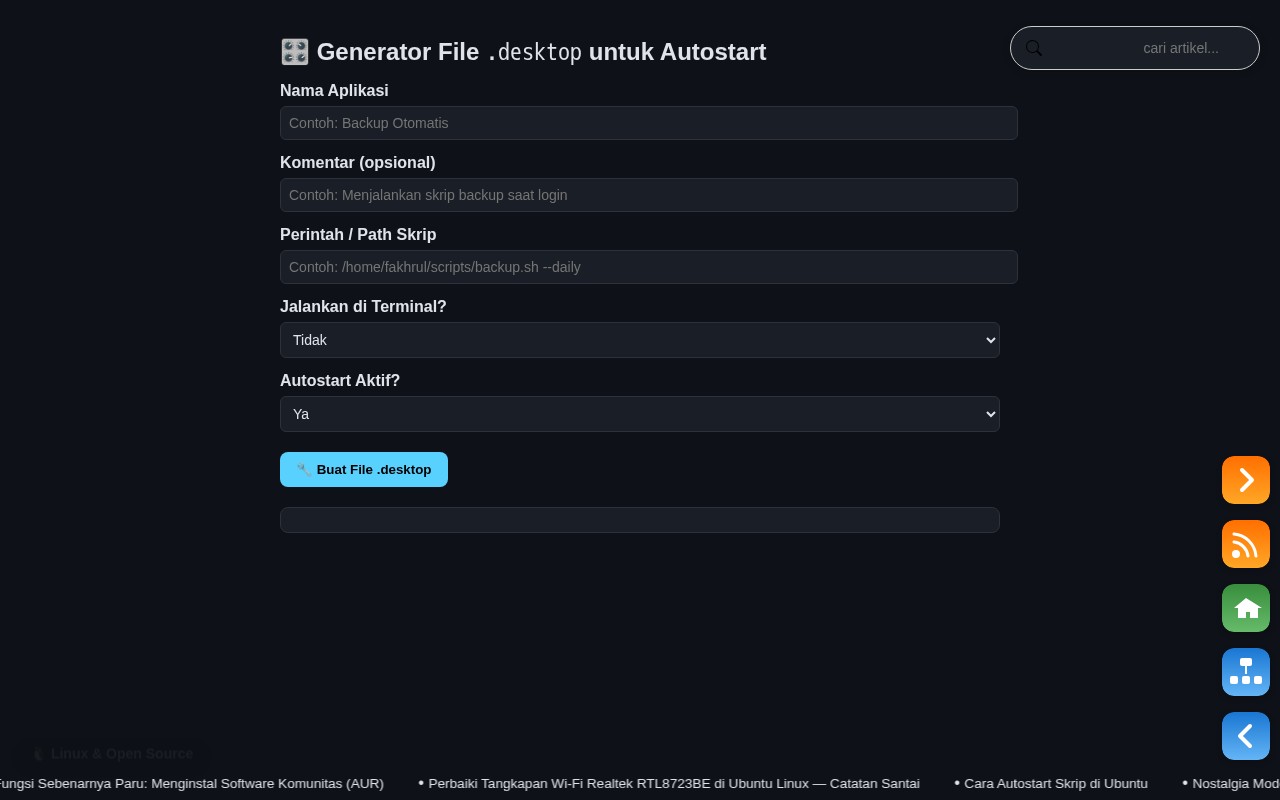 🎛️ Generator File .desktop untuk Autostart
cari artikel...
Nama Aplikasi
Contoh: Backup Otomatis
Komentar (opsional)
Contoh: Menjalankan skrip backup saat login
Perintah / Path Skrip
Contoh: /home/fakhrul/scripts/backup.sh --daily
Jalankan di Terminal?
Tidak
Autostart Aktif?
Ya
🔧 Buat File .desktop
Linux & Open Source
Fungsi Sebenarnya Paru: Menginstal Software Komunitas (AUR) • Perbaiki Tangkapan Wi-Fi Realtek RTL8723BE di Ubuntu Linux — Catatan Santai • Cara Autostart Skrip di Ubuntu • Nostalgia Mod